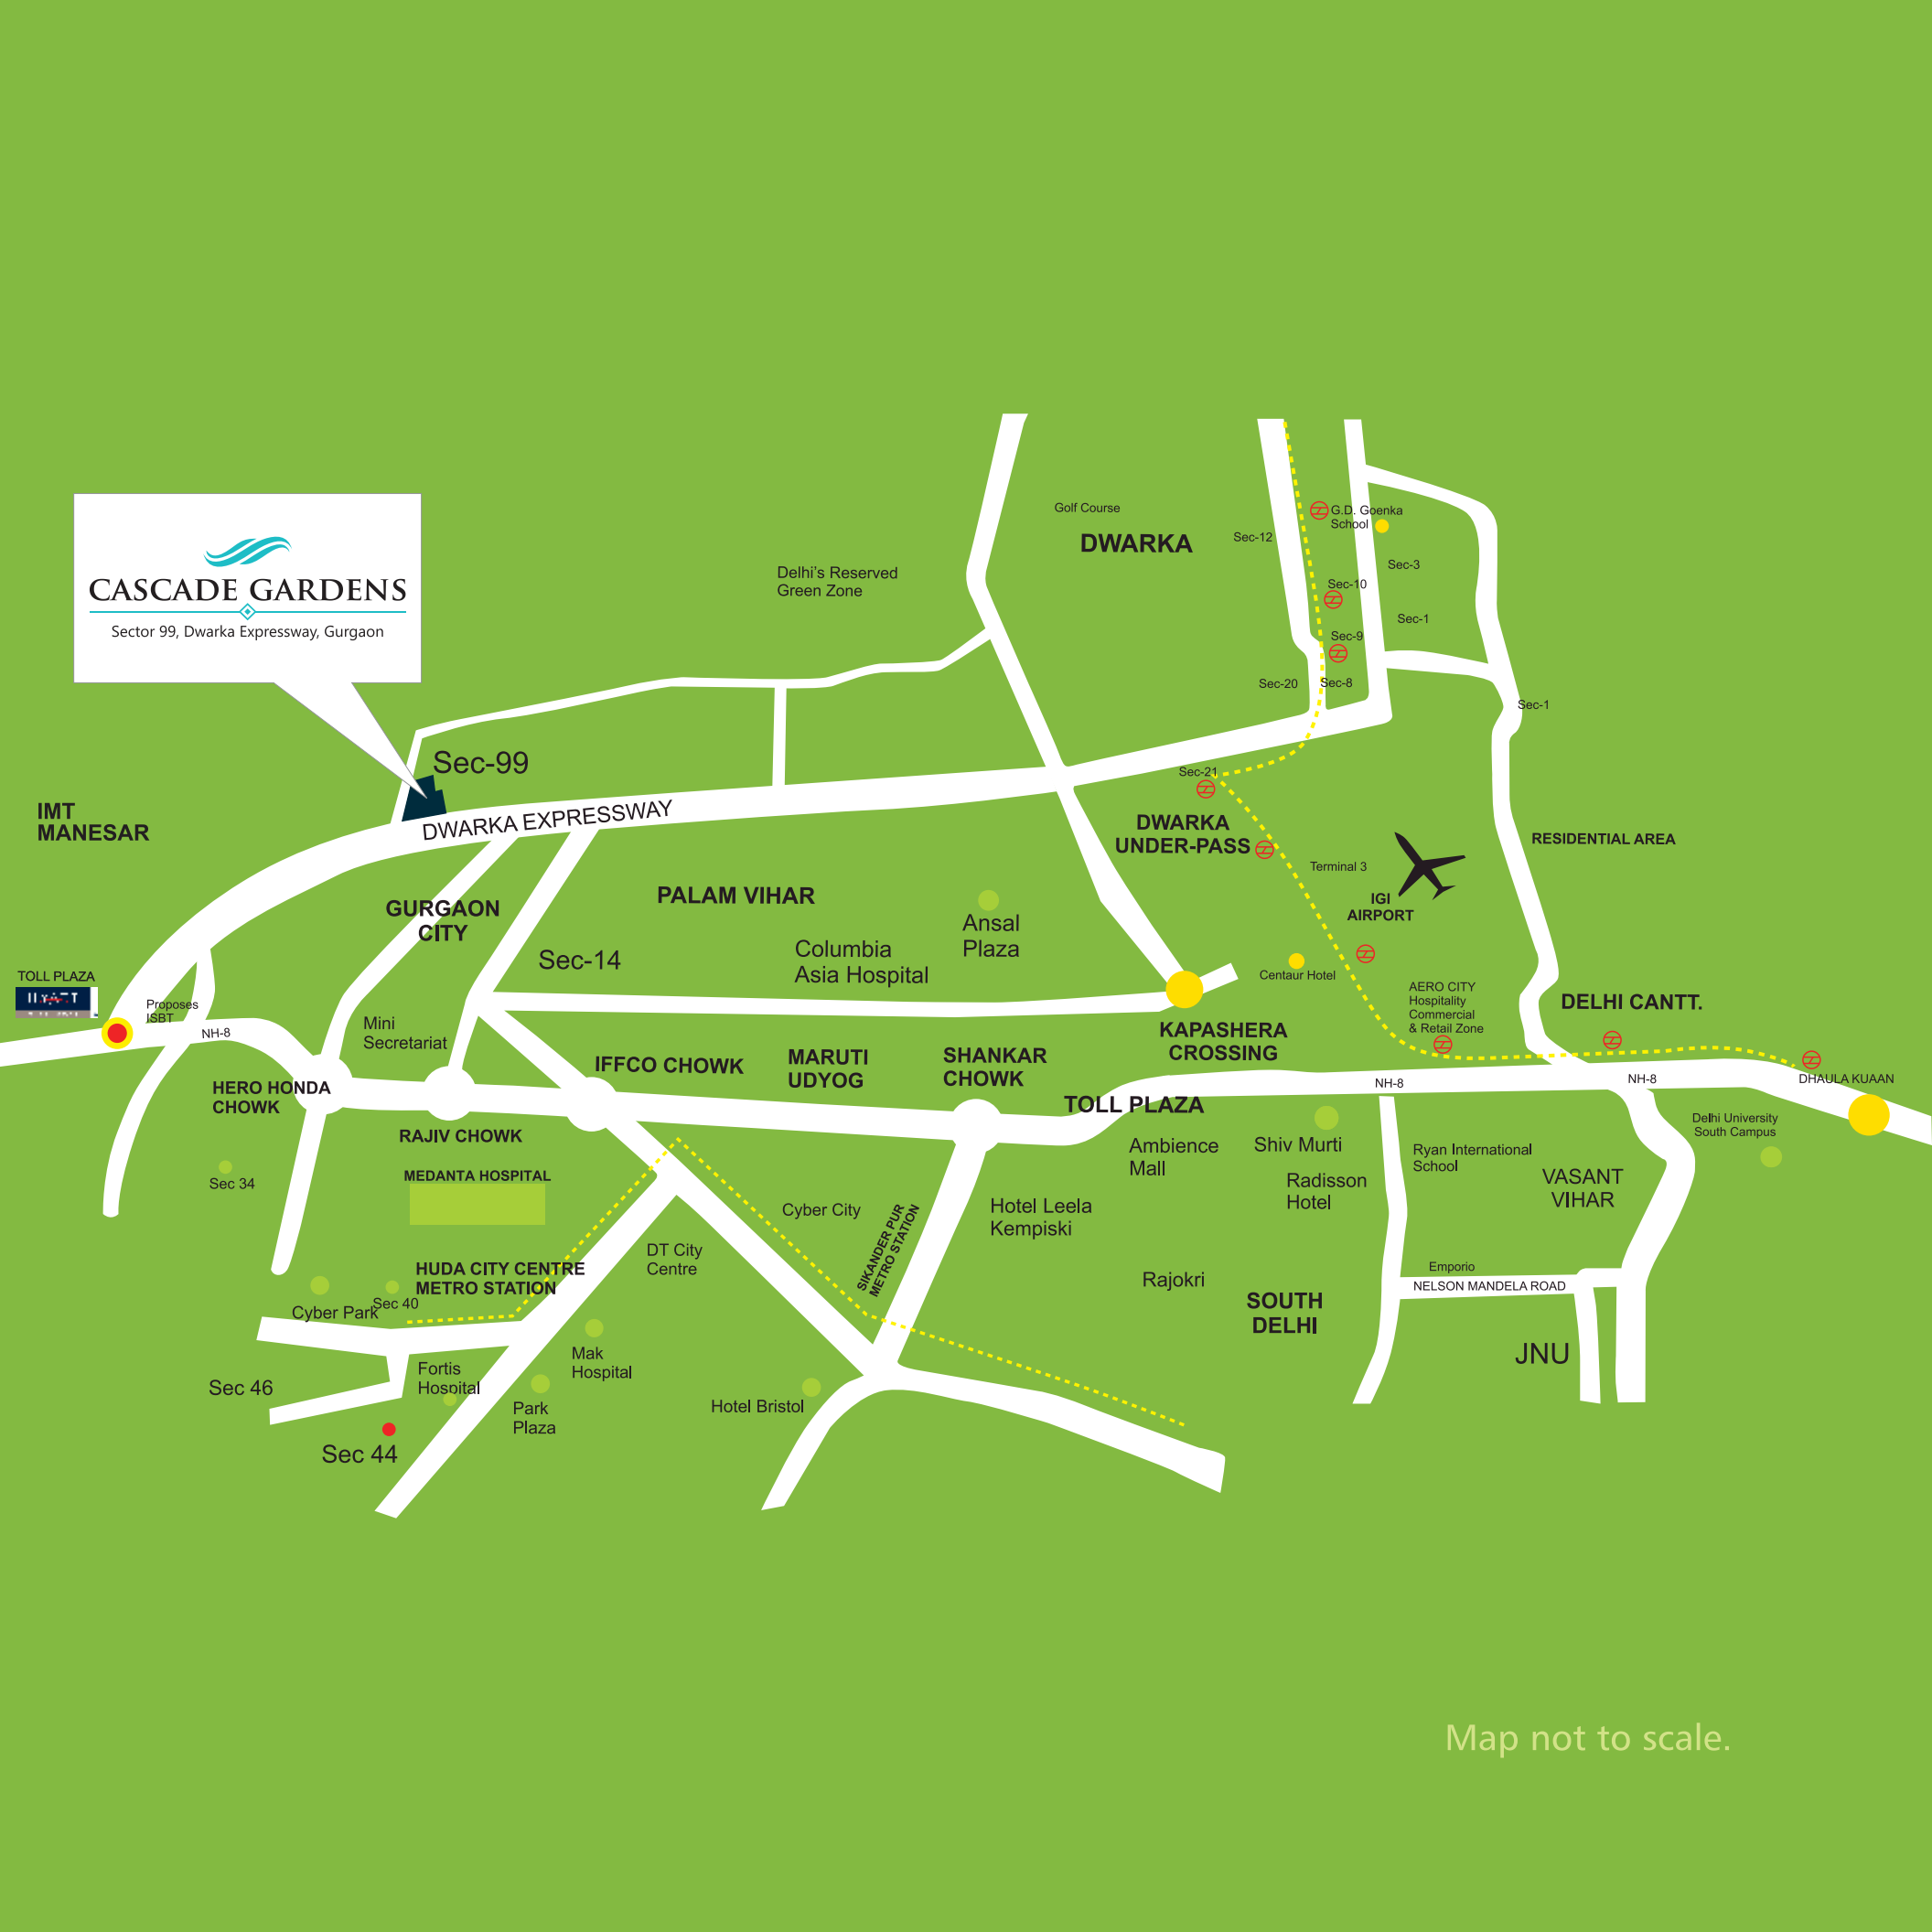 Golf Course
DWARKA
Sec-12
G.D. Goenka
School
Sec-3
Sec-10
Sec-1
Sec-9
Sec-20
Sec-8
Sec-1
Delhi's Reserved
Green Zone
CASCADE GARDENS
Sector 99, Dwarka Expressway, Gurgaon
Sec-99
DWARKA EXPRESSWAY
IMT
MANESAR
Sec-21
DWARKA
UNDER-PASS
Terminal 3
IGI
AIRPORT
RESIDENTIAL AREA
GURGAON
CITY
PALAM VIHAR
Sec-14
Columbia
Asia Hospital
Ansal
Plaza
Centaur Hotel
AERO CITY
Hospitality
Commercial
& Retail Zone
DELHI CANTT.
TOLL PLAZA
Proposes
ISBT
NH-8
Mini
Secretariat
KAPASHERA
CROSSING
IFFCO CHOWK
MARUTI
UDYOG
SHANKAR
CHOWK
HERO HONDA
CHOWK
TOLL PLAZA
NH-8
NH-8
DHAULA KUAAN
RAJIV CHOWK
MEDANTA HOSPITAL
Sec 34
Ambience
Mall
Shiv Murti
Radisson
Hotel
Ryan International
School
VASANT
VIHAR
Delhi University
South Campus
Cyber City
SIKANDER PUR
METRO STATION
Hotel Leela
Kempiski
DT City
Centre
HUDA CITY CENTRE
METRO STATION
Cyber Park
Sec 40
Rajokri
SOUTH
DELHI
Emporio
NELSON MANDELA ROAD
JNU
Sec 46
Fortis
Hospital
Mak
Hospital
Park
Plaza
Hotel Bristol
Sec 44
Map not to scale.